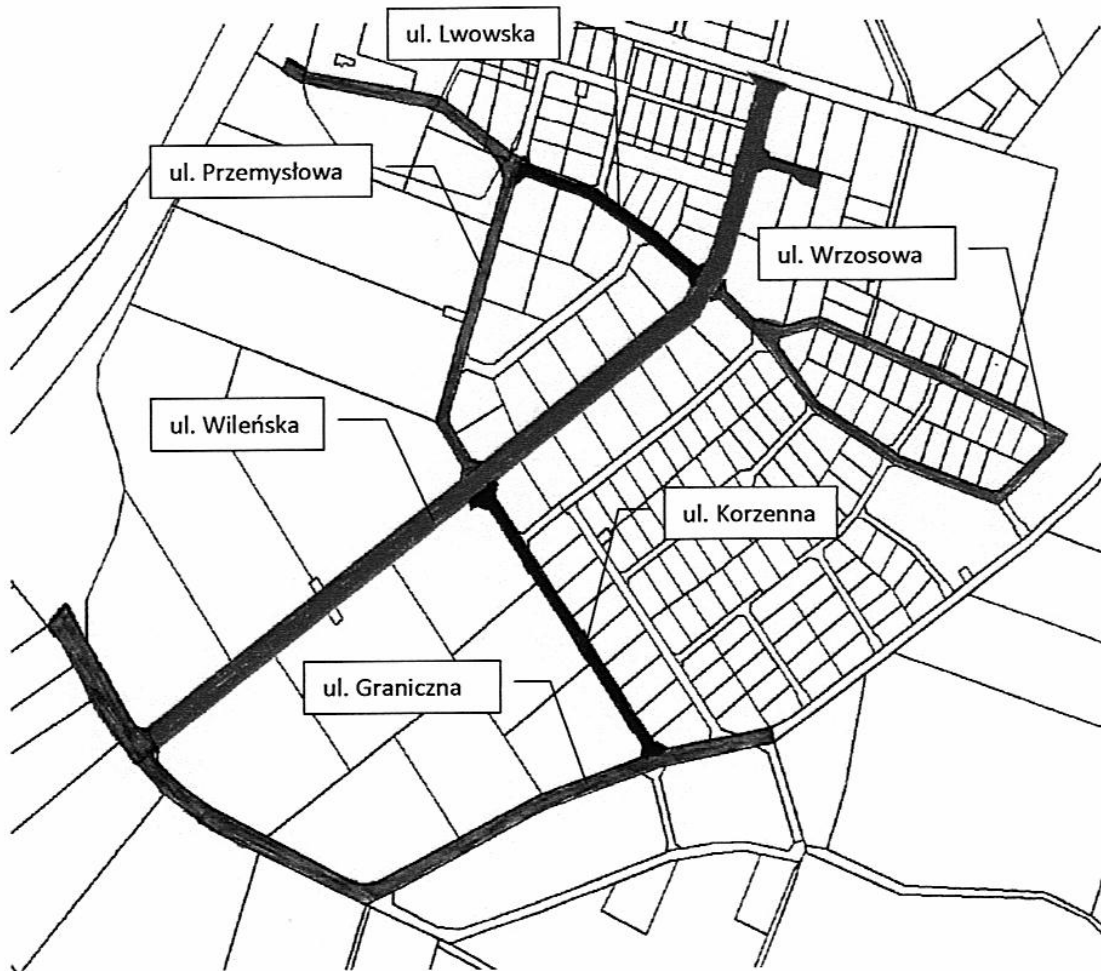 ul. Lwowska
ul. Przemysłowa
ul. Wrzosowa
ul. Wileńska
ul. Korzenna
ul. Graniczna